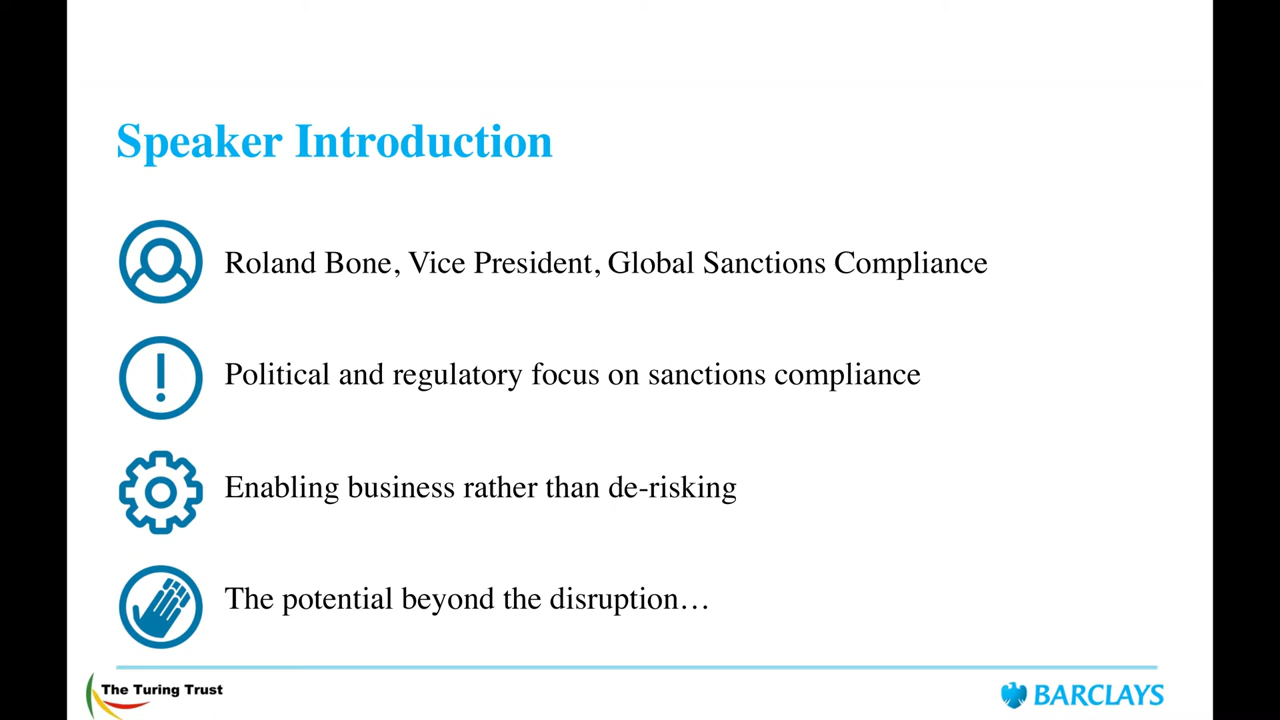 Speaker Introduction
Roland Bone, Vice President, Global Sanctions Compliance
Political and regulatory focus on sanctions compliance
Enabling business rather than de-risking
The potential beyond the disruption…
The Turing Trust
BARCLAYS